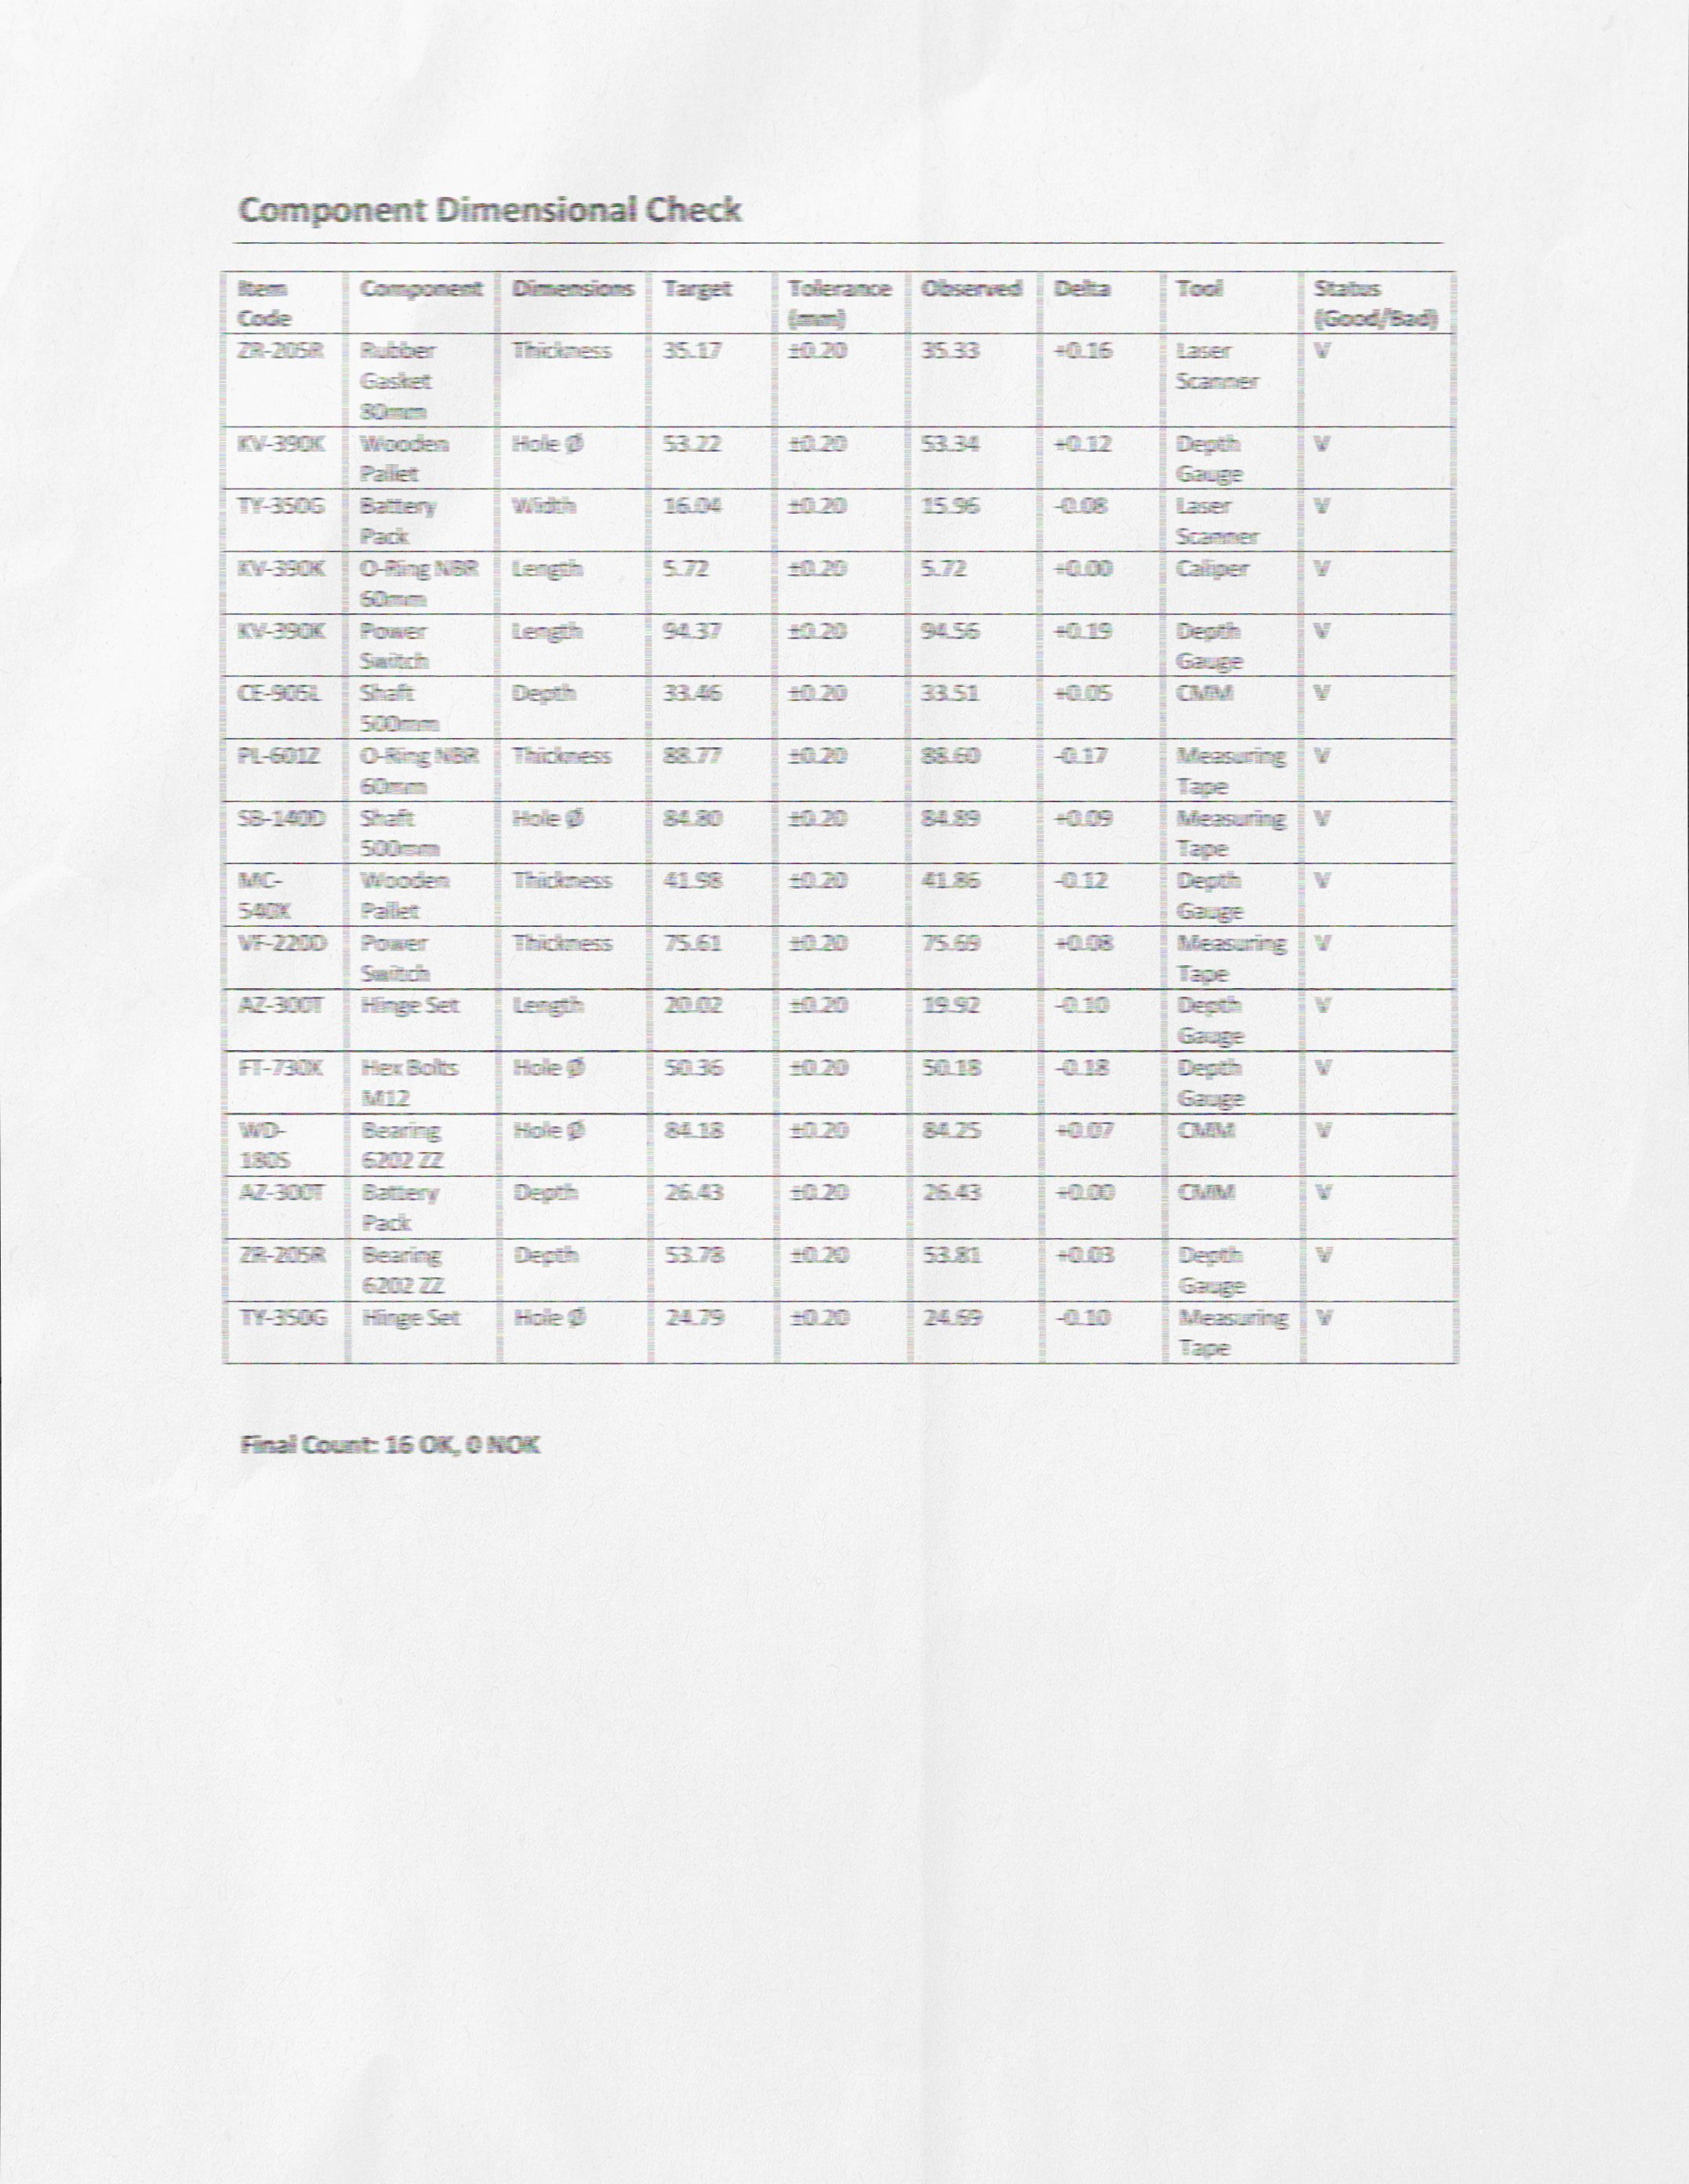 Component Dimensional Check
Item Code | Component | Dimensions | Target | Tolerance (mm) | Observed | Delta | Tool | Status (Good/Bad)
ZR-205R | Rubber Gasket 80mm | Thickness | 35.17 | ±0.20 | 35.33 | +0.16 | Laser Scanner | V
KV-390K | Wooden Pallet | Hole Ø | 53.22 | ±0.20 | 53.34 | +0.12 | Depth Gauge | V
TY-350G | Battery Pack | Width | 16.04 | ±0.20 | 15.96 | -0.08 | Laser Scanner | V
KV-390K | O-Ring NBR 60mm | Length | 5.72 | ±0.20 | 5.72 | +0.00 | Caliper | V
KV-390K | Power Switch | Length | 94.37 | ±0.20 | 94.56 | +0.19 | Depth Gauge | V
CE-905L | Shaft 500mm | Depth | 33.46 | ±0.20 | 33.51 | +0.05 | CMM | V
PL-601Z | O-Ring NBR 60mm | Thickness | 88.77 | ±0.20 | 88.60 | -0.17 | Measuring Tape | V
SB-140D | Shaft 500mm | Hole Ø | 84.80 | ±0.20 | 84.89 | +0.09 | Measuring Tape | V
MC-540X | Wooden Pallet | Thickness | 41.98 | ±0.20 | 41.86 | -0.12 | Depth Gauge | V
VF-220D | Power Switch | Thickness | 75.61 | ±0.20 | 75.69 | +0.08 | Measuring Tape | V
AZ-300T | Hinge Set | Length | 20.02 | ±0.20 | 19.92 | -0.10 | Depth Gauge | V
FT-730X | Hex Bolts M12 | Hole Ø | 50.36 | ±0.20 | 50.18 | -0.18 | Depth Gauge | V
WD-180S | Bearing 6202 ZZ | Hole Ø | 84.18 | ±0.20 | 84.25 | +0.07 | CMM | V
AZ-300T | Battery Pack | Depth | 26.43 | ±0.20 | 26.43 | +0.00 | CMM | V
ZR-205R | Bearing 6202 ZZ | Depth | 53.78 | ±0.20 | 53.81 | +0.03 | Depth Gauge | V
TY-350G | Hinge Set | Hole Ø | 24.79 | ±0.20 | 24.69 | -0.10 | Measuring Tape | V
Final Count: 16 OK, 0 NOK